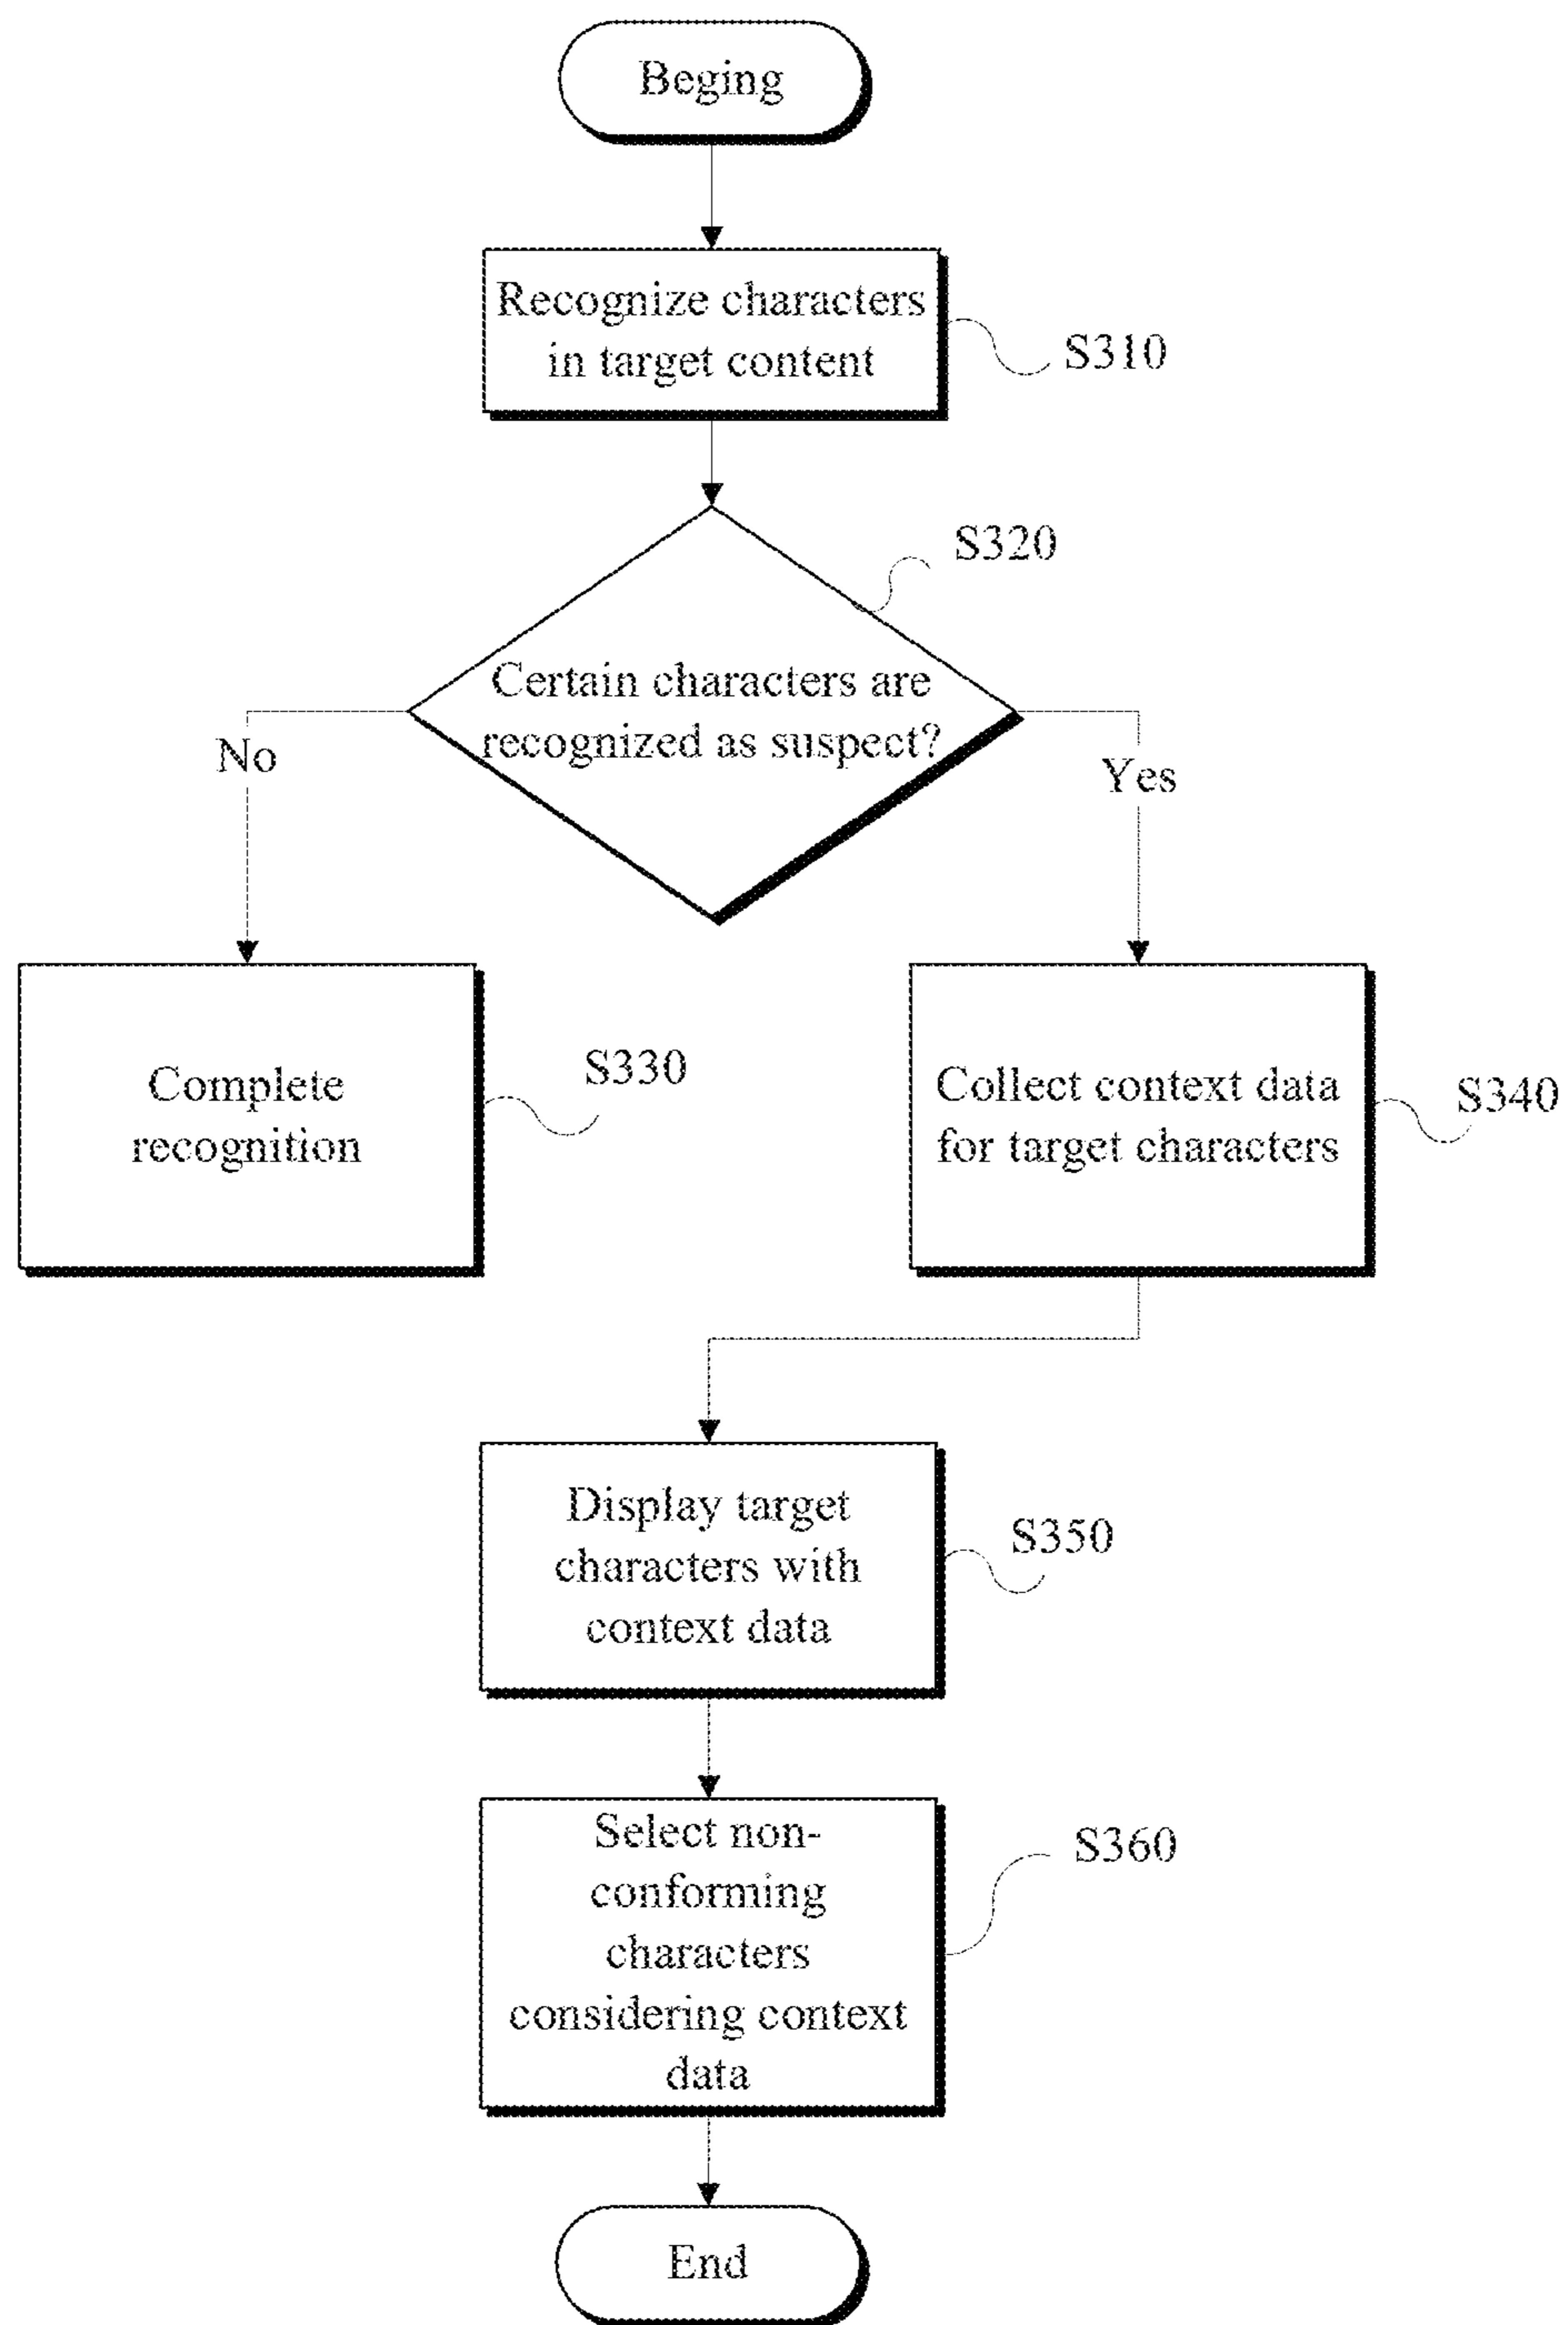 Beging
Recognize characters
in target content
S310
S320
Certain characters are
recognized as suspect?
No
Yes
Complete
recognition
S330
Collect context data
for target characters
S340
Display target
characters with
context data
S350
Select non-
conforming
characters
considering context
data
S360
End